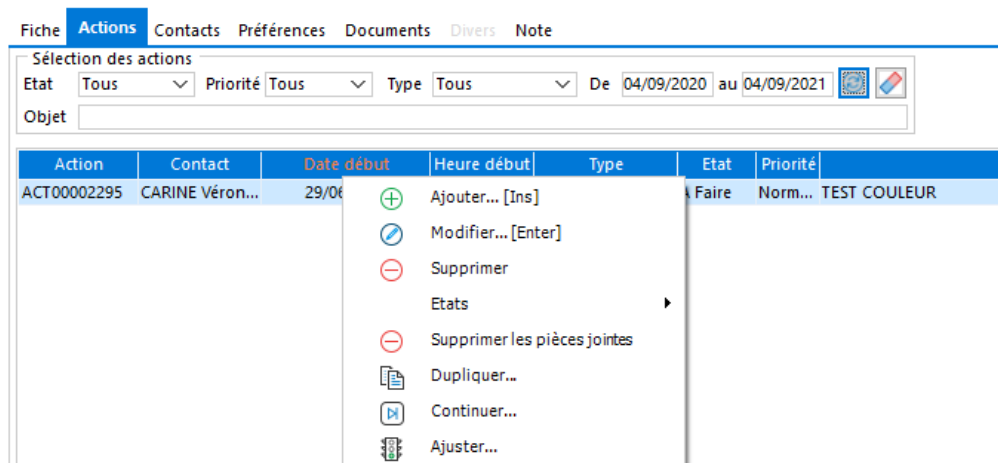 Fiche Actions Contacts Préférences Documents Divers Note
Sélection des actions
Etat Tous Priorité Tous Type Tous De 04/09/2020 au 04/09/2021
Objet
Action Contact Date début Heure début Type Etat Priorité
ACT00002295 CARINE Véron... 29/06 A Faire Norm... TEST COULEUR
Ajouter... [Ins]
Modifier... [Enter]
Supprimer
Etats
Supprimer les pièces jointes
Dupliquer...
Continuer...
Ajuster...